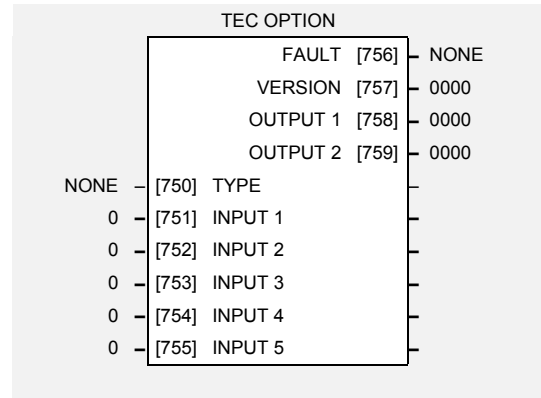 TEC OPTION
FAULT [756] – NONE
VERSION [757] – 0000
OUTPUT 1 [758] – 0000
OUTPUT 2 [759] – 0000
NONE – [750] TYPE –
0 – [751] INPUT 1 –
0 – [752] INPUT 2 –
0 – [753] INPUT 3 –
0 – [754] INPUT 4 –
0 – [755] INPUT 5 –